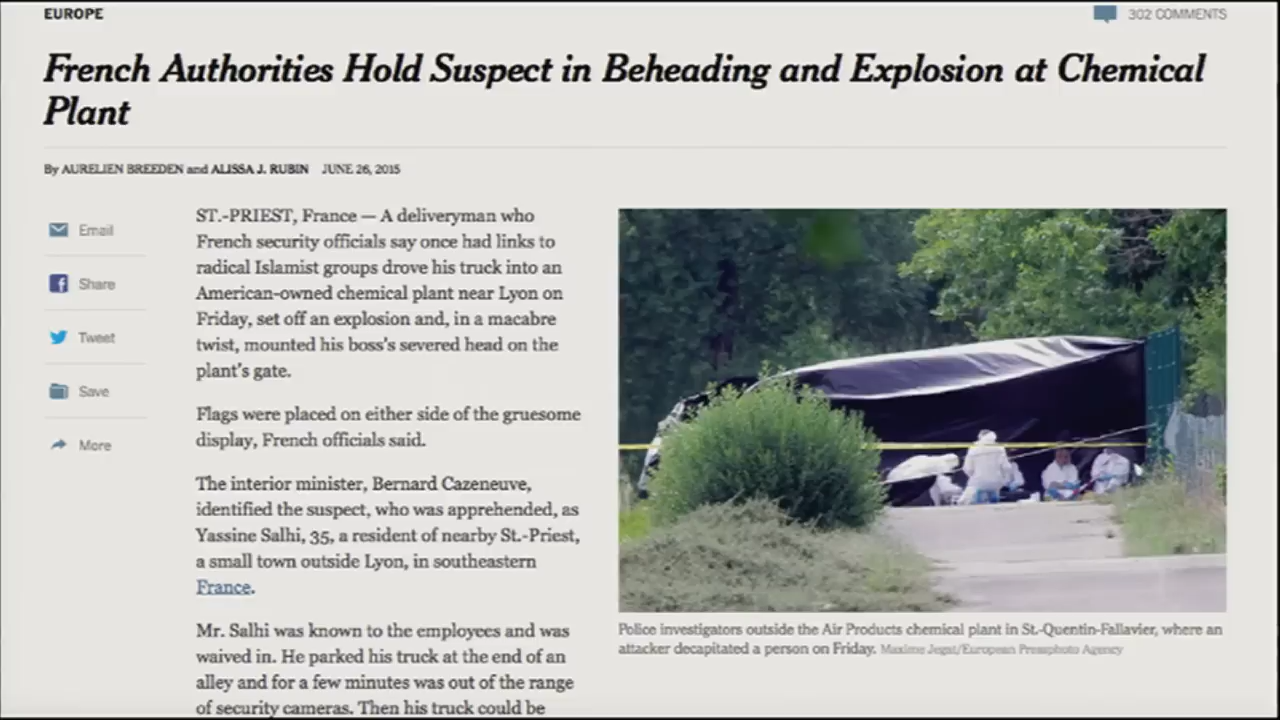 EUROPE
302 COMMENTS
French Authorities Hold Suspect in Beheading and Explosion at Chemical
Plant
By AURELIEN BREEDEN and ALISSA J. RUBIN JUNE 26, 2015
Email
Share
Tweet
Save
More
ST.-PRIEST, France — A deliveryman who
French security officials say once had links to
radical Islamist groups drove his truck into an
American-owned chemical plant near Lyon on
Friday, set off an explosion and, in a macabre
twist, mounted his boss's severed head on the
plant's gate.
Flags were placed on either side of the gruesome
display, French officials said.
The interior minister, Bernard Cazeneuve,
identified the suspect, who was apprehended, as
Yassine Salhi, 35, a resident of nearby St.-Priest,
a small town outside Lyon, in southeastern
France.
Mr. Salhi was known to the employees and was
waived in. He parked his truck at the end of an
alley and for a few minutes was out of the range
of security cameras. Then his truck could be
Police investigators outside the Air Products chemical plant in St.-Quentin-Fallavier, where an
attacker decapitated a person on Friday. Maxime Jegat/European Pressphoto Agency